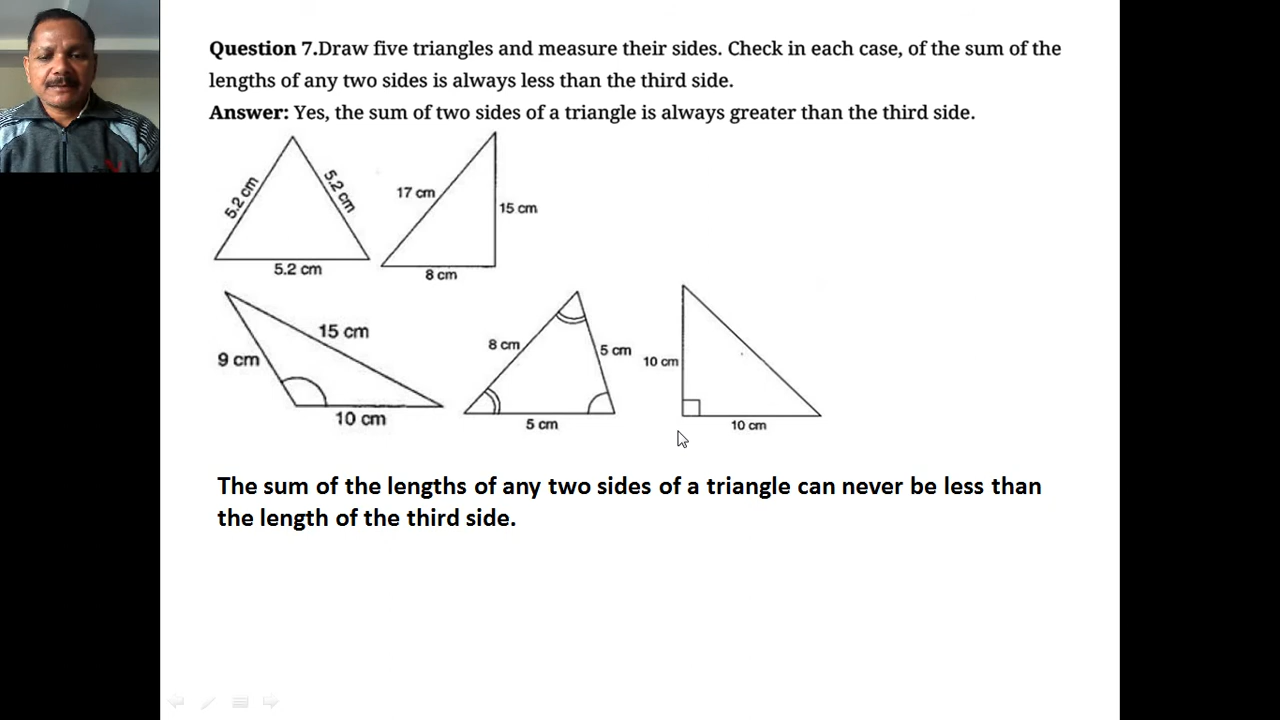 Question 7.Draw five triangles and measure their sides. Check in each case, of the sum of the
lengths of any two sides is always less than the third side.
Answer: Yes, the sum of two sides of a triangle is always greater than the third side.
5.2 cm
5.2 cm
5.2 cm
17 cm
15 cm
8 cm
15 cm
9 cm
10 cm
8 cm
5 cm
5 cm
10 cm
10 cm
The sum of the lengths of any two sides of a triangle can never be less than
the length of the third side.